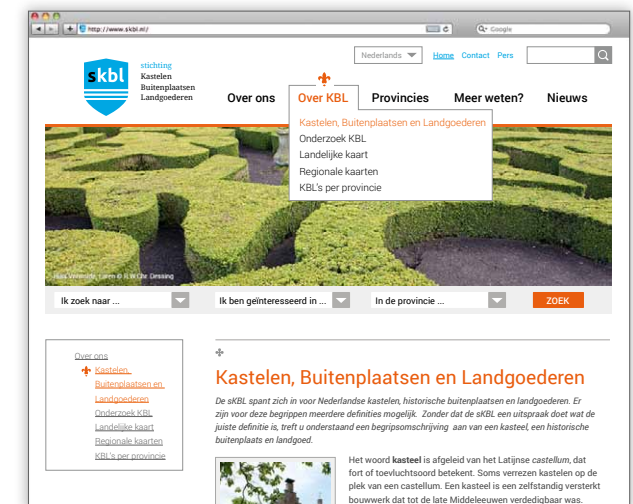 http://www.skbl.nl/
Google
Nederlands
Home Contact Pers
skbl
stichting
Kastelen
Buitenplaatsen
Landgoederen
Over ons Over KBL Provincies Meer weten? Nieuws
Kastelen, Buitenplaatsen en Landgoederen
Onderzoek KBL
Landelijke kaart
Regionale kaarten
KBL's per provincie
Ik zoek naar ... Ik ben geïnteresseerd in ... In de provincie ... ZOEK
Over ons
Kastelen,
Buitenplaatsen en
Landgoederen
Onderzoek KBL
Landelijke kaart
Regionale kaarten
KBL's per provincie
Kastelen, Buitenplaatsen en Landgoederen
De sKBL spant zich in voor Nederlandse kastelen, historische buitenplaatsen en landgoederen. Er
zijn voor deze begrippen meerdere definities mogelijk. Zonder dat de sKBL een uitspraak doet wat de
juiste definitie is, treft u onderstaand een begripsomschrijving aan van een kasteel, een historische
buitenplaats en landgoed.
Het woord kasteel is afgeleid van het Latijnse castellum, dat
fort of toevluchtsoord betekent. Soms verrezen kastelen op de
plek van een castellum. Een kasteel is een zelfstandig versterkt
bouwwerk dat tot de late Middeleeuwen verdedigbaar was.